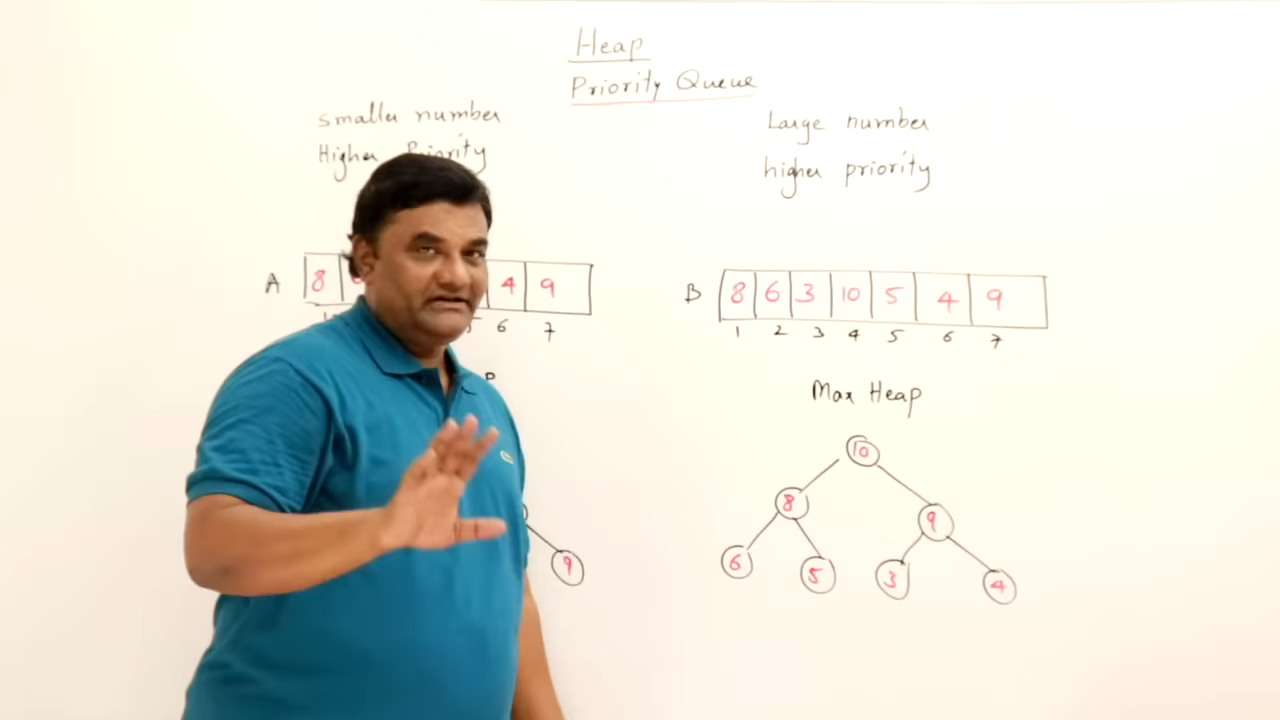 Heap
Priority Queue
smaller number
Higher Priority
Large number
higher priority
A 8 4 9
6 7
B 8 6 3 10 5 4 9
1 2 3 4 5 6 7
Max Heap
10
8 9
6 5 3 4
9